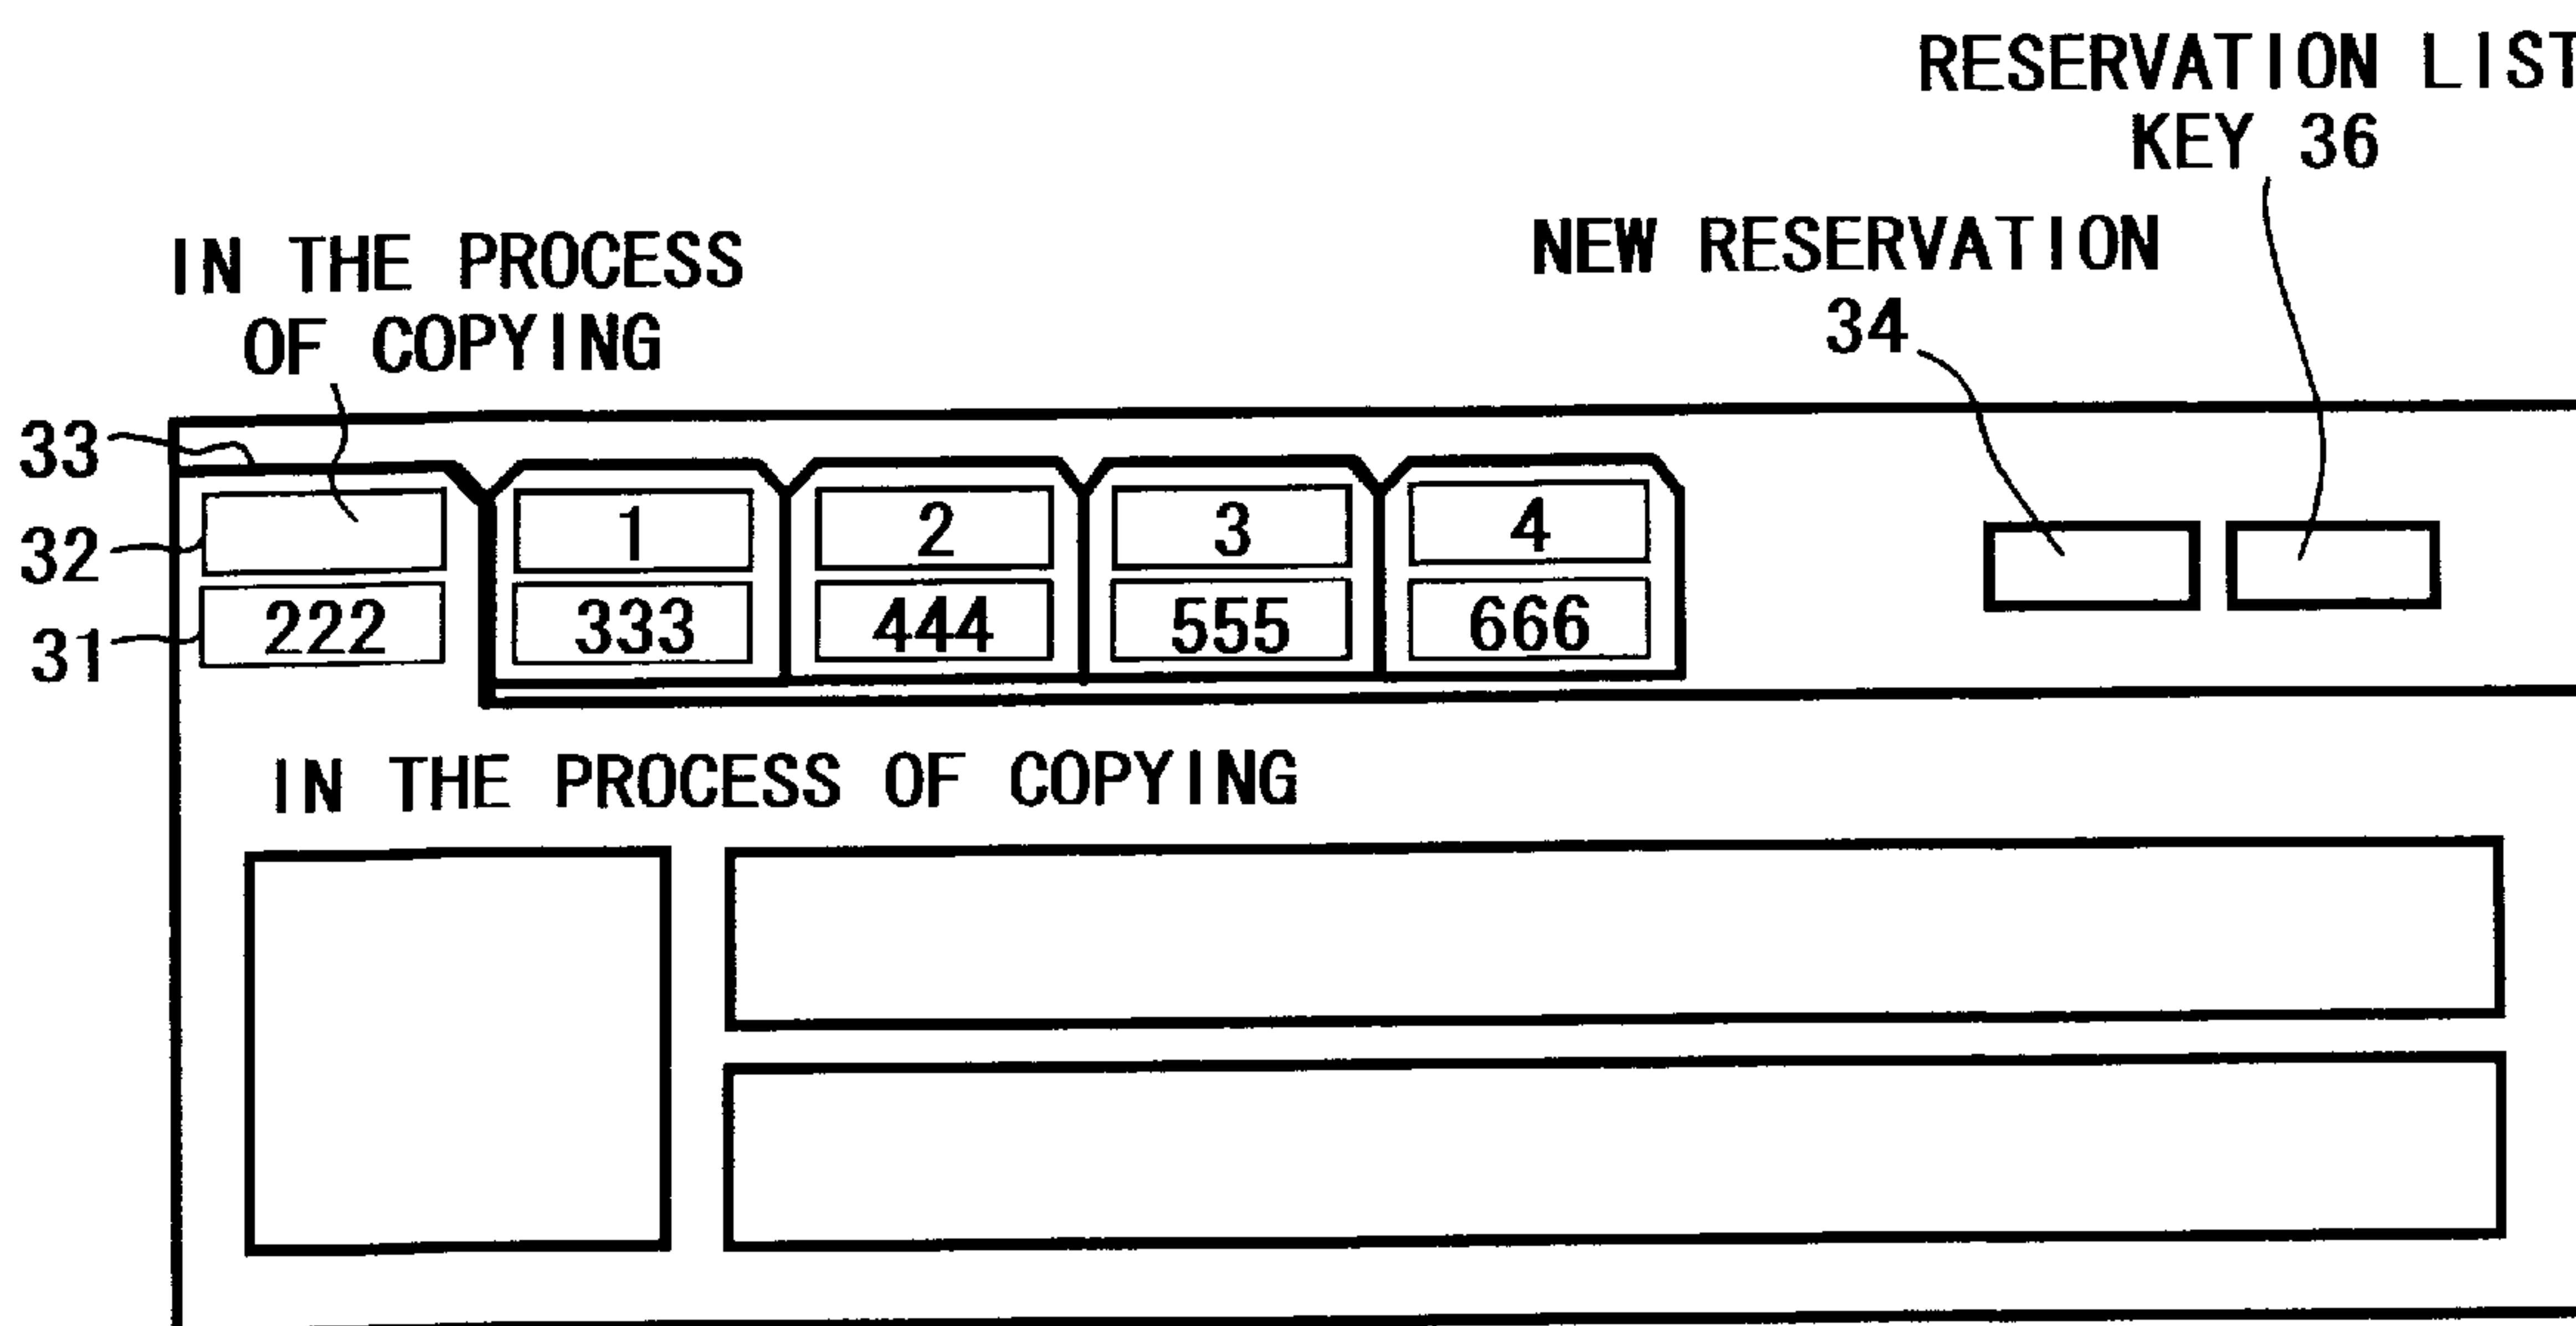 RESERVATION LIST
KEY 36
NEW RESERVATION
34
IN THE PROCESS
OF COPYING
33
32
1
2
3
4
31
222
333
444
555
666
IN THE PROCESS OF COPYING